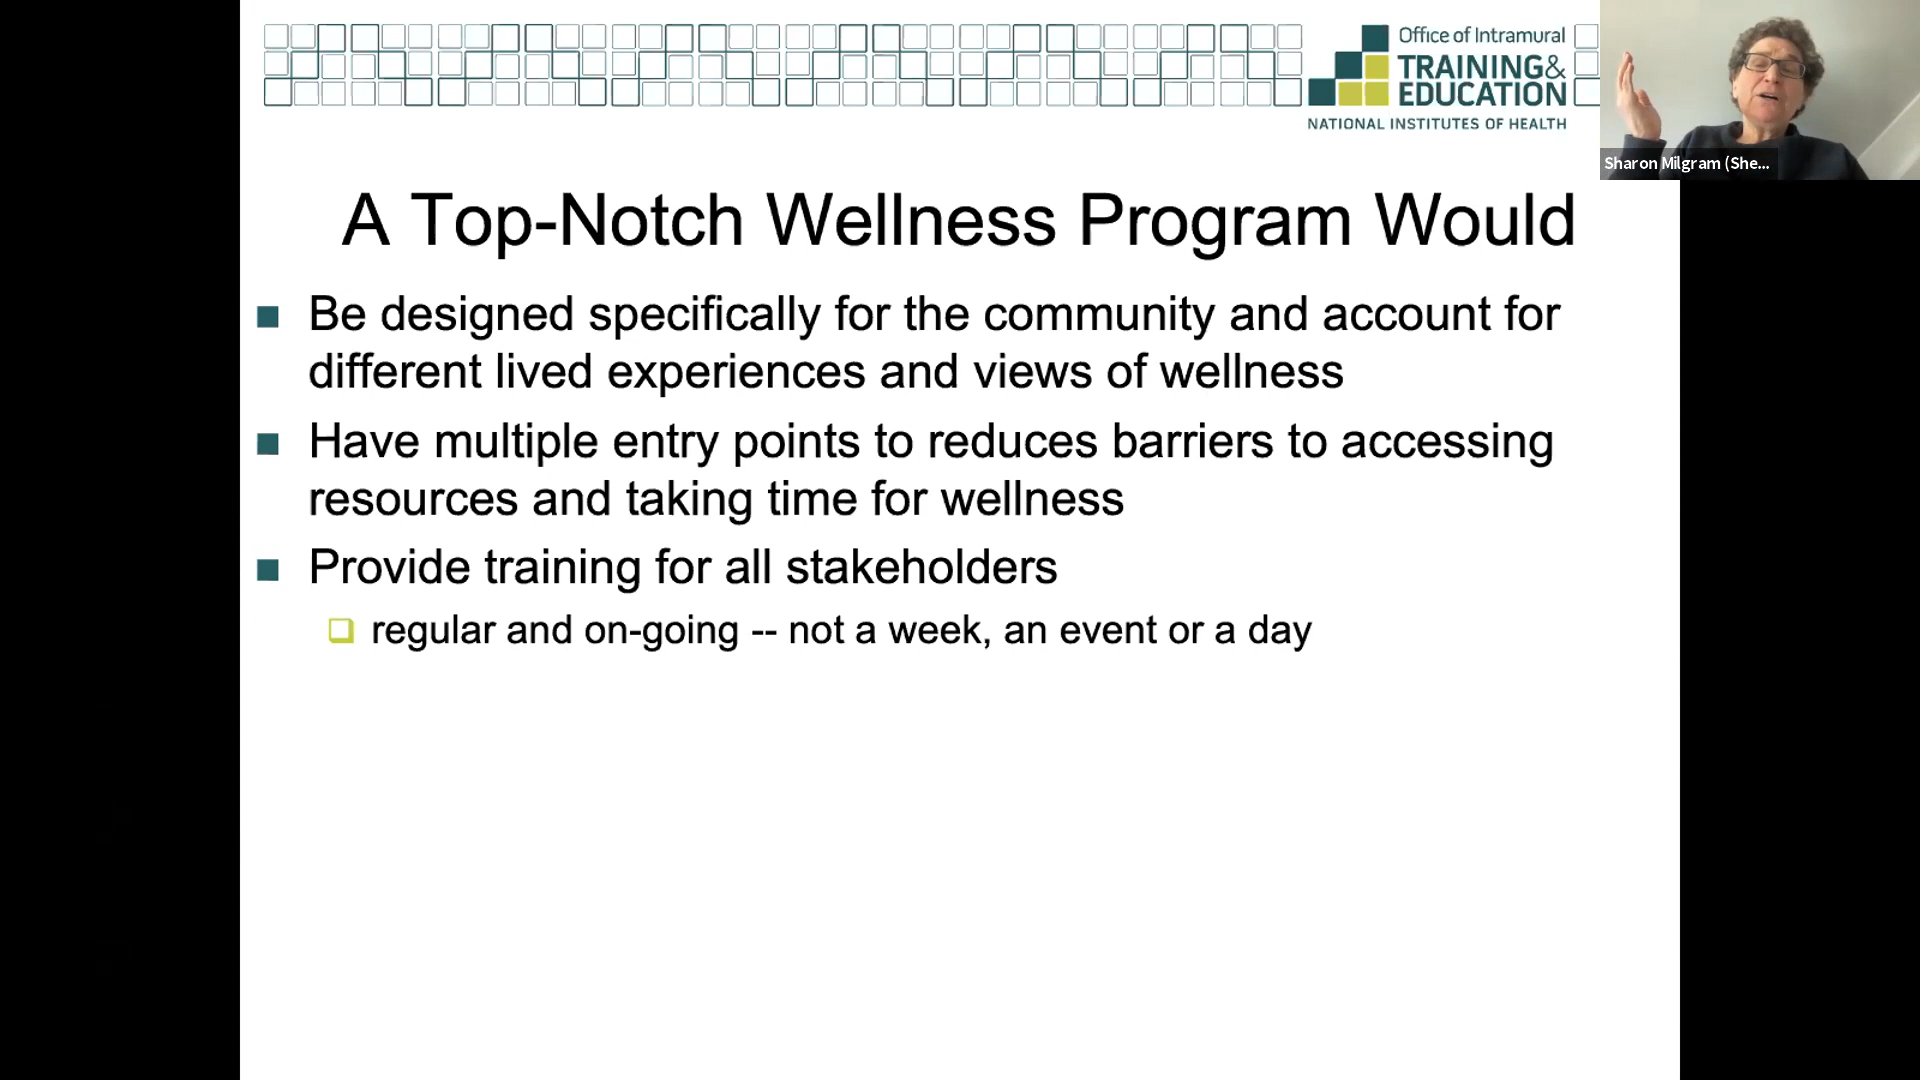 Office of Intramural
TRAINING&
EDUCATION
NATIONAL INSTITUTES OF HEALTH
Sharon Milgram (She...
A Top-Notch Wellness Program Would
Be designed specifically for the community and account for
different lived experiences and views of wellness
Have multiple entry points to reduces barriers to accessing
resources and taking time for wellness
Provide training for all stakeholders
regular and on-going -- not a week, an event or a day